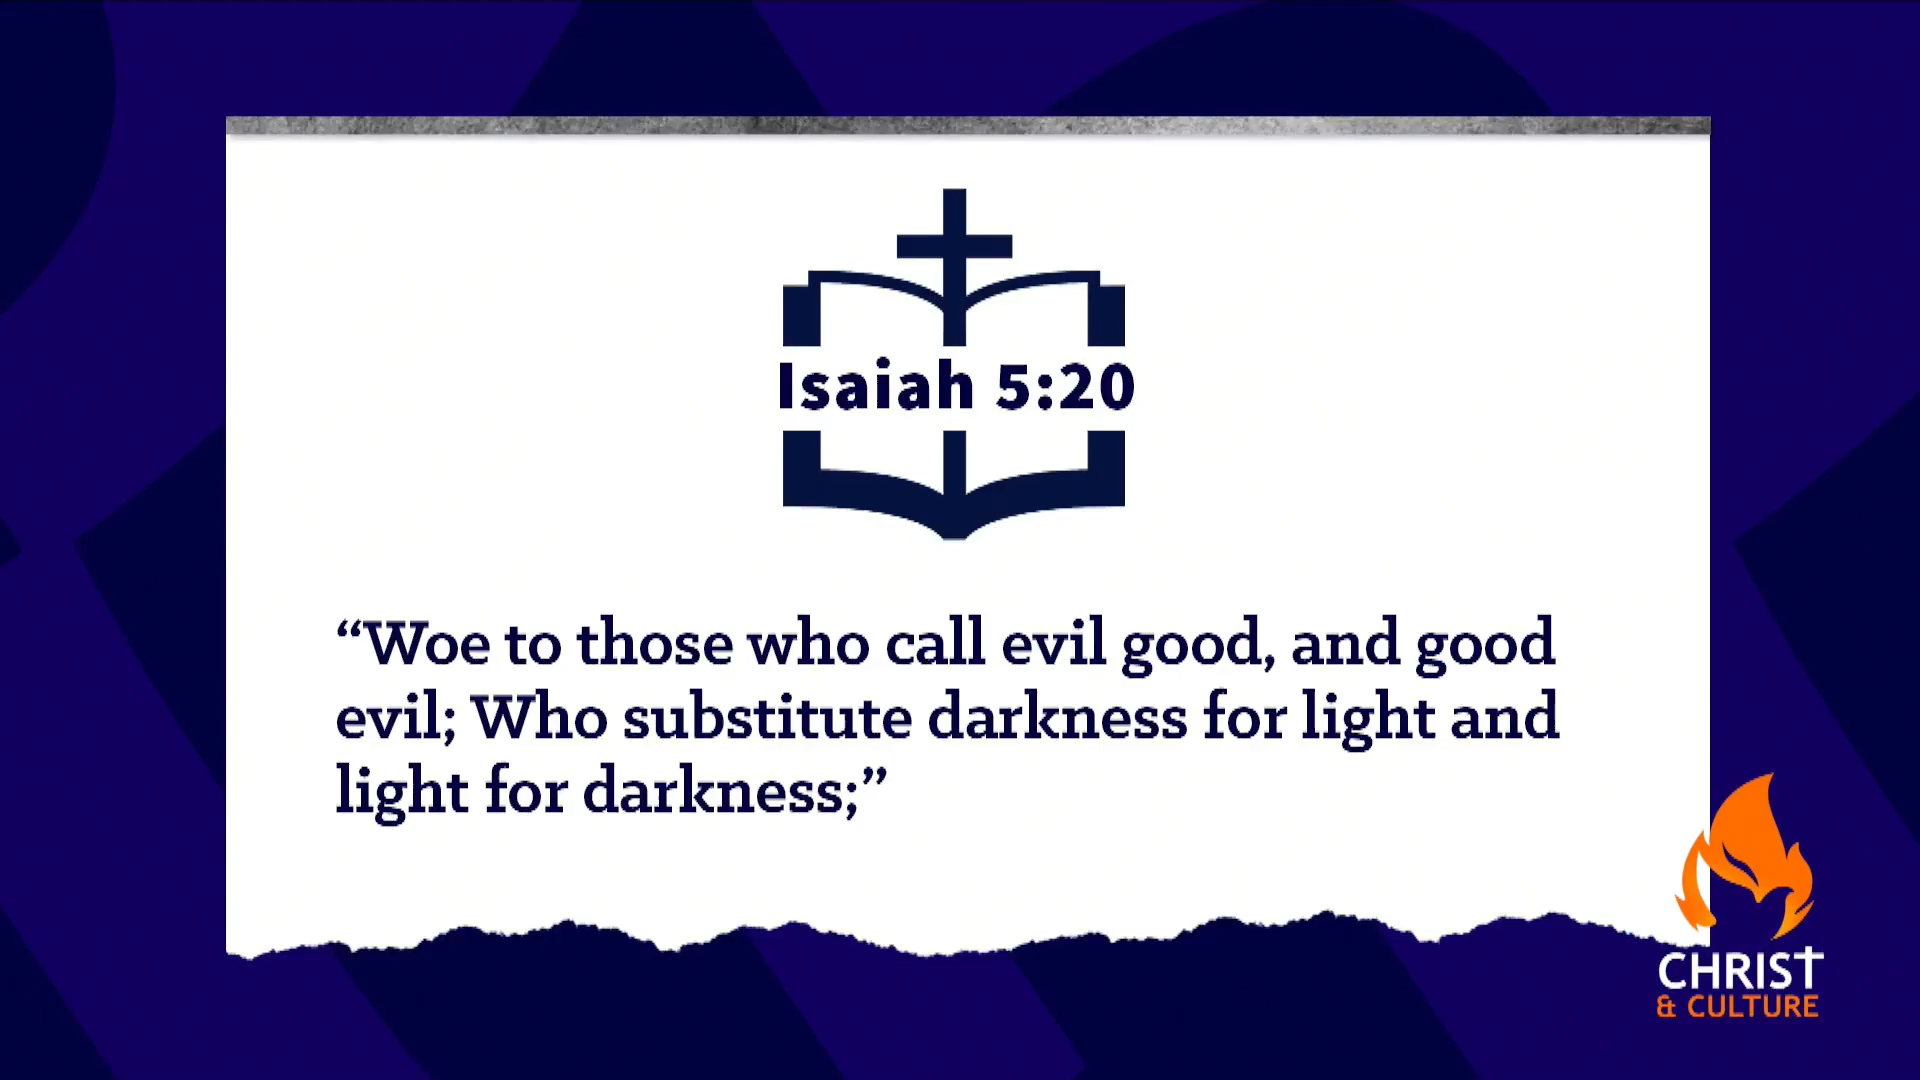 Isaiah 5:20
“Woe to those who call evil good, and good
evil; Who substitute darkness for light and
light for darkness;”
CHRIST
& CULTURE